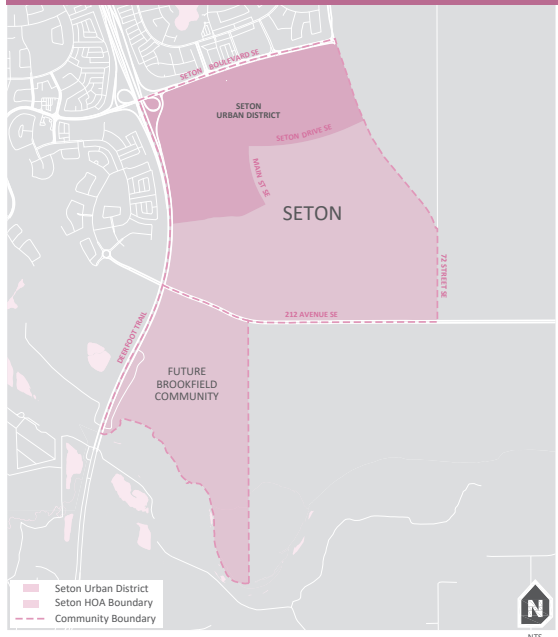 SETON BOULEVARD SE
SETON
URBAN DISTRICT
SETON DRIVE SE
MAIN ST SE
SETON
72 STREET SE
212 AVENUE SE
DEERFOOT TRAIL
FUTURE
BROOKFIELD
COMMUNITY
Seton Urban District
Seton HOA Boundary
Community Boundary
N
NTS